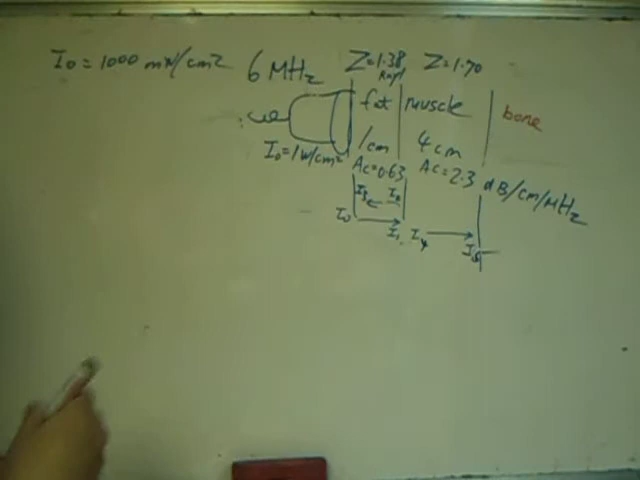 I0 = 1000 mW/cm2 6 MHz Z=1.38 Z=1.70
Rayl
fat muscle bone
I0 = 1W/cm2 1cm 4cm
Ac=0.63 Ac=2.3 dB/cm/MHz
I3 I2
I0 I1 I4